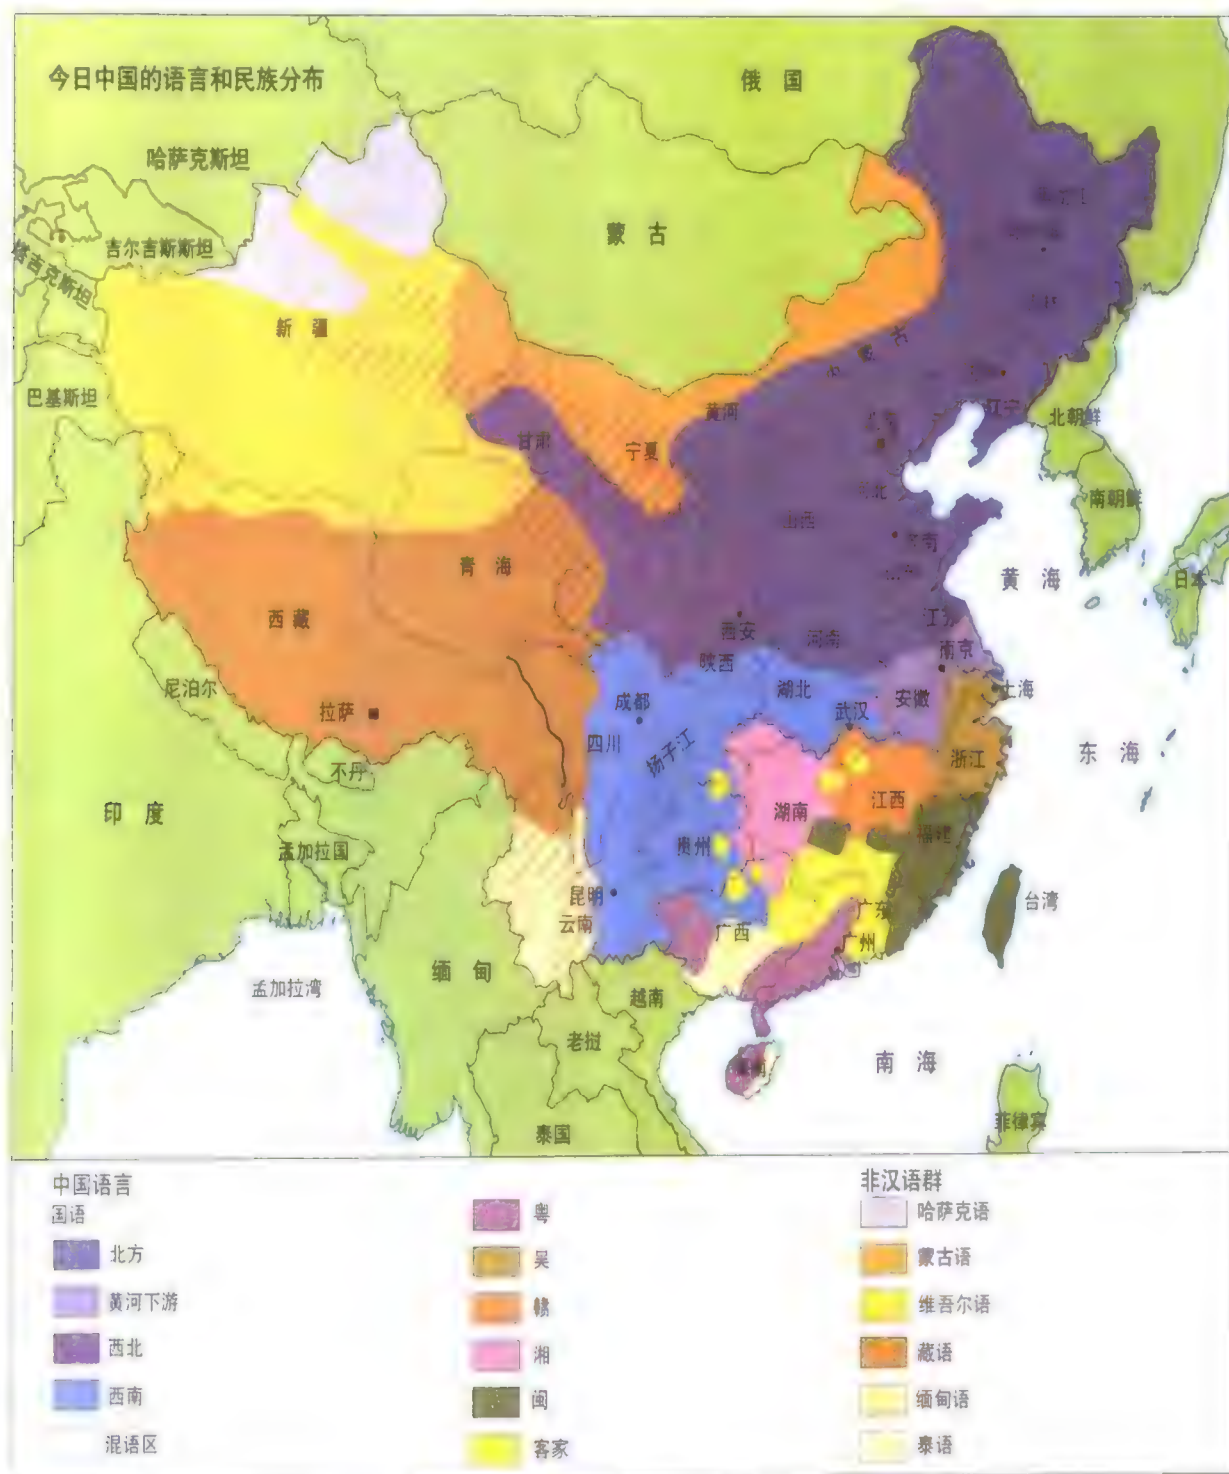 今日中国的语言和民族分布
俄 国
哈萨克斯坦
蒙 古
吉尔吉斯斯坦
塔吉克斯坦
新 疆
巴基斯坦
内 蒙 古
黄河
辽宁
北朝鲜
甘肃
宁夏
南朝鲜
山西
济南
青 海
黄 海
日本
西藏
江苏
西安
河南
南京
陕西
尼泊尔
成都
湖北
安徽
上海
拉萨
武汉
四川
扬子江
东 海
浙江
不丹
印 度
江西
湖南
福建
贵州
孟加拉国
昆明
台湾
广东
云南
广西
广州
缅 甸
孟加拉湾
越南
老挝
南 海
菲律宾
泰国
中国语言
国语
北方
黄河下游
西北
西南
混语区
粤
吴
赣
湘
闽
客家
非汉语群
哈萨克语
蒙古语
维吾尔语
藏语
缅甸语
泰语